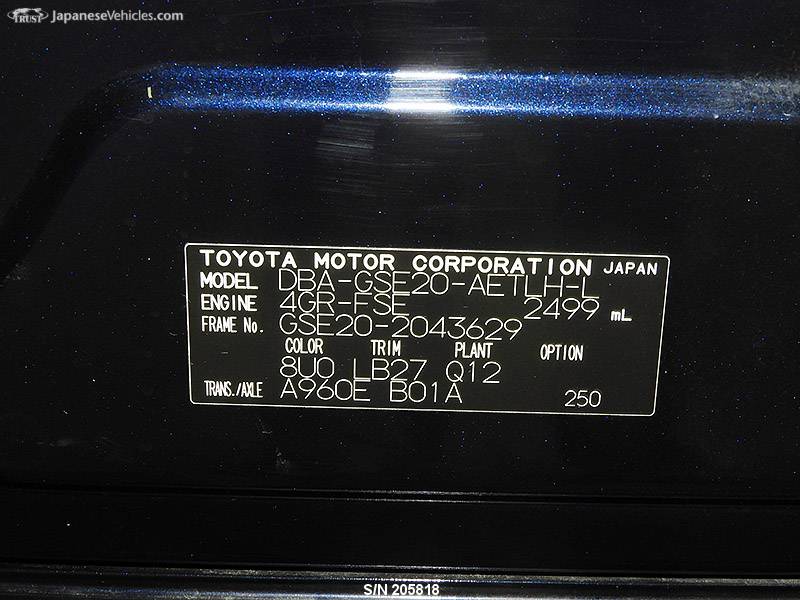 TRUST JapaneseVehicles.com
TOYOTA MOTOR CORPORATION JAPAN
MODEL DBA-GSE20-AETLH-L
ENGINE 4GR-FSE 2499 mL
FRAME No. GSE20-2043629
COLOR TRIM PLANT OPTION
8U0 LB27 Q12
TRANS./AXLE A960E B01A 250
S/N 205818